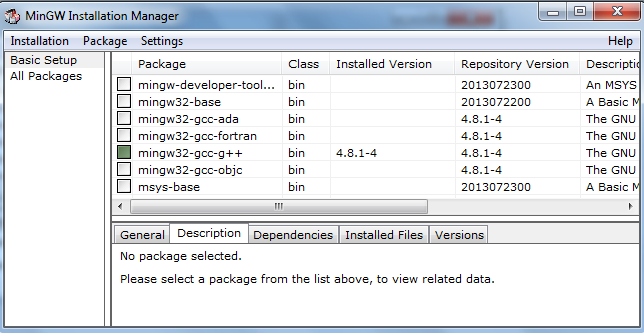 MinGW Installation Manager
Installation Package Settings Help
Basic Setup
All Packages
Package Class Installed Version Repository Version Descriptio
mingw-developer-tool... bin 2013072300 An MSYS
mingw32-base bin 2013072200 A Basic M
mingw32-gcc-ada bin 4.8.1-4 The GNU
mingw32-gcc-fortran bin 4.8.1-4 The GNU
mingw32-gcc-g++ bin 4.8.1-4 4.8.1-4 The GNU
mingw32-gcc-objc bin 4.8.1-4 The GNU
msys-base bin 2013072300 A Basic M
General Description Dependencies Installed Files Versions
No package selected.
Please select a package from the list above, to view related data.